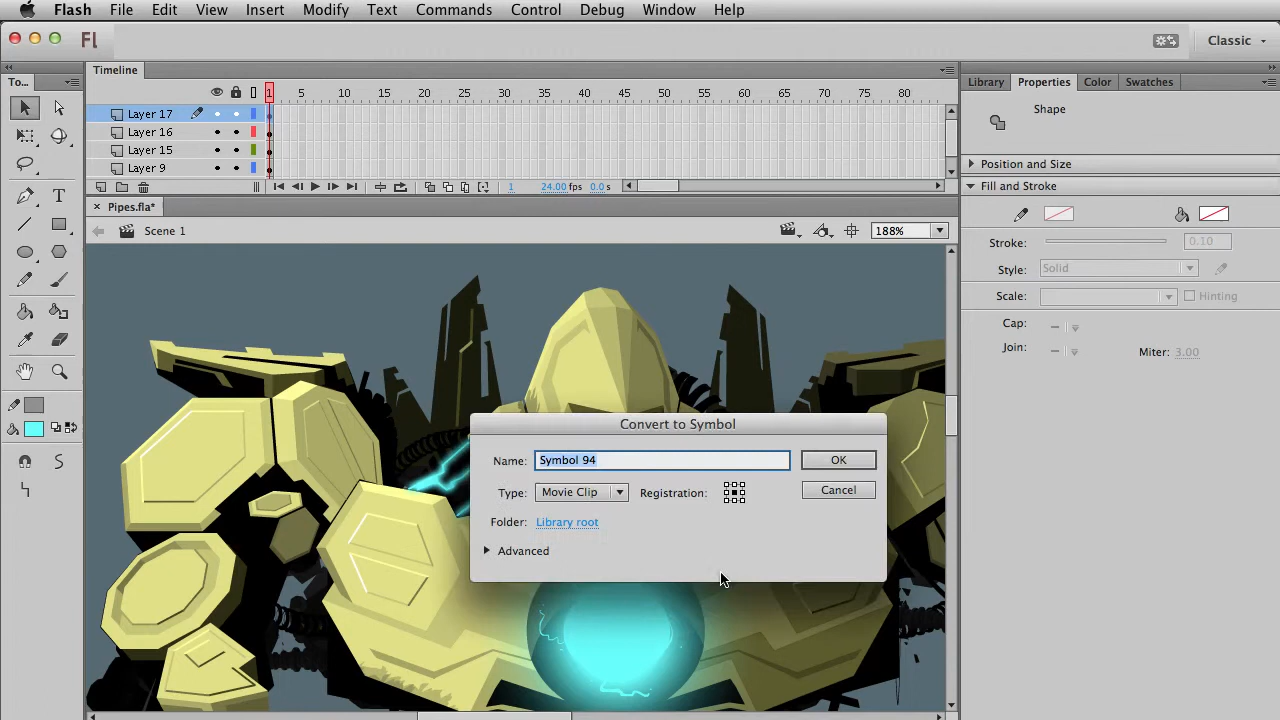 Flash File Edit View Insert Modify Text Commands Control Debug Window Help
Fl Classic
To...
Timeline
1 5 10 15 20 25 30 35 40 45 50 55 60 65 70 75 80
Layer 17
Layer 16
Layer 15
Layer 9
1 24.00 fps 0.0 s
Pipes.fla*
Scene 1
188%
Library Properties Color Swatches
Shape
Position and Size
Fill and Stroke
Stroke: 0.10
Style: Solid
Scale: Hinting
Cap:
Join: Miter: 3.00
Convert to Symbol
Name: Symbol 94 OK
Type: Movie Clip Registration: Cancel
Folder: Library root
Advanced